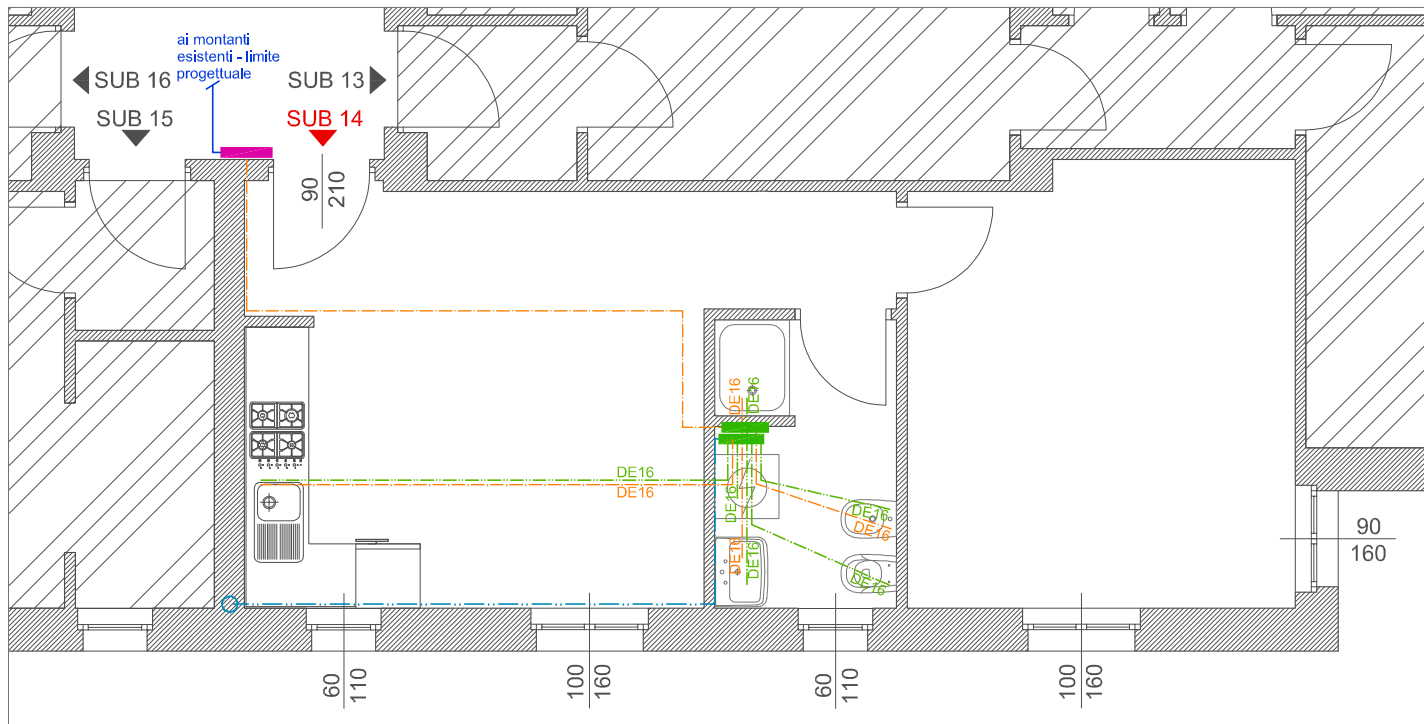 ai montanti
esistenti - limite
progettuale
SUB 16
SUB 13
SUB 15
SUB 14
90
210
DE16
DE16
DE16
DE16
DE16
DE16
DE16
DE16
DE16
DE16
DE16
90
160
60
110
100
160
60
110
100
160